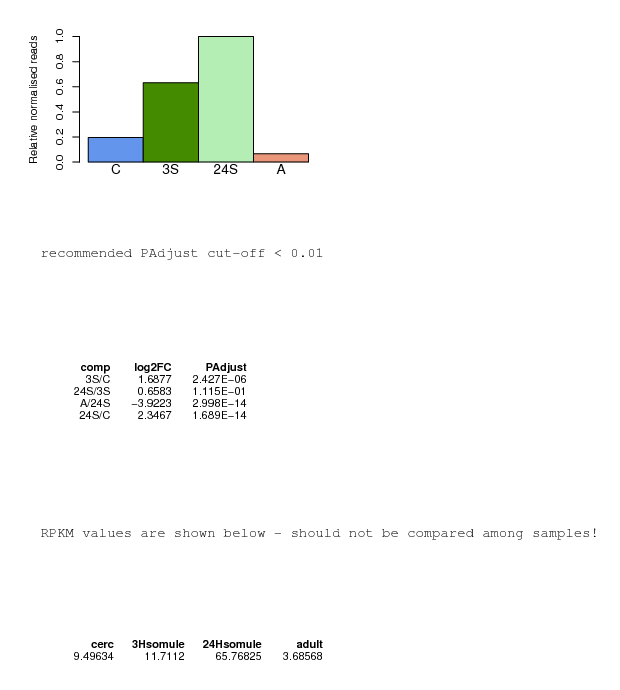 Relative normalised reads
1.0
0.8
0.6
0.4
0.2
0.0
C 3S 24S A
recommended PAdjust cut-off < 0.01
comp log2FC PAdjust
3S/C 1.6877 2.427E-06
24S/3S 0.6583 1.115E-01
A/24S -3.9223 2.998E-14
24S/C 2.3467 1.689E-14
RPKM values are shown below - should not be compared among samples!
cerc 3Hsomule 24Hsomule adult
9.49634 11.7112 65.76825 3.68568